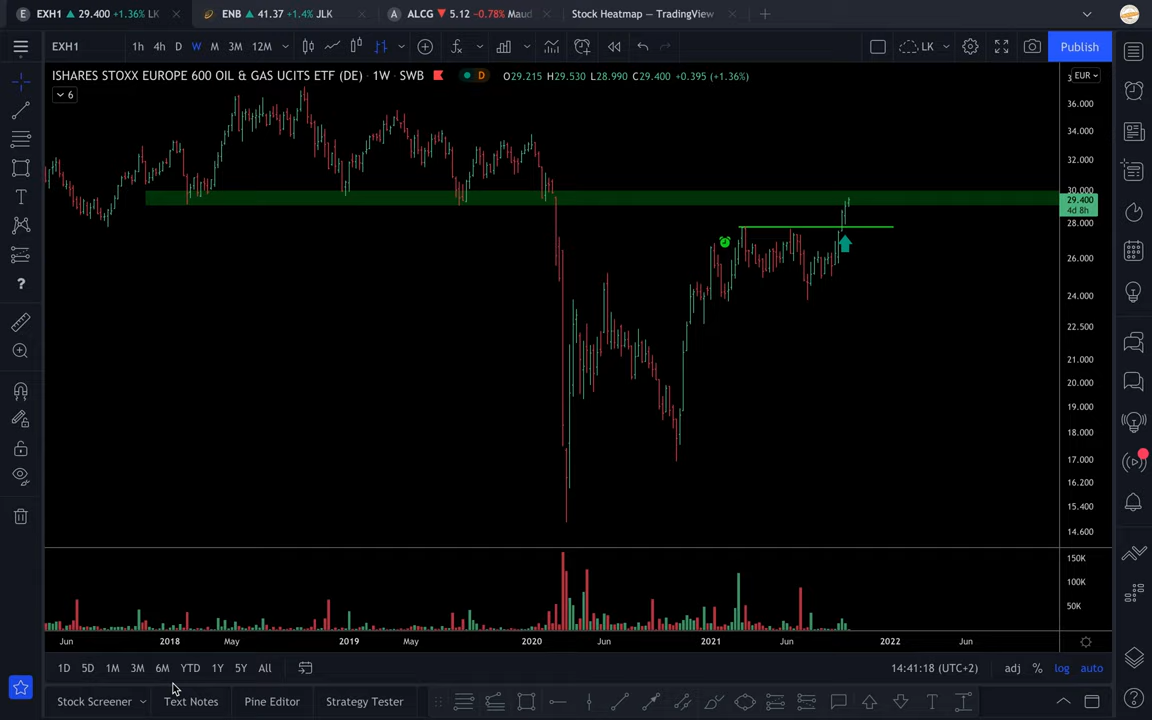 EXH1 ▲ 29.400 +1.36% LK
ENB ▲ 41.37 +1.4% JLK
A ALCG ▼ 5.12 −0.78% Maud
Stock Heatmap — TradingView
EXH1 1h 4h D W M 3M 12M
LK
Publish
ISHARES STOXX EUROPE 600 OIL & GAS UCITS ETF (DE) · 1W · SWB
D O29.215 H29.530 L28.990 C29.400 +0.395 (+1.36%)
EUR
6
36.000
34.000
32.000
30.000
29.400
4d 8h
28.000
26.000
24.000
22.500
21.000
20.000
19.000
18.000
17.000
16.200
15.400
14.600
150K
100K
50K
Jun 2018 May 2019 May 2020 Jun 2021 Jun 2022 Jun
1D 5D 1M 3M 6M YTD 1Y 5Y All
14:41:18 (UTC+2) adj % log auto
Stock Screener Text Notes Pine Editor Strategy Tester